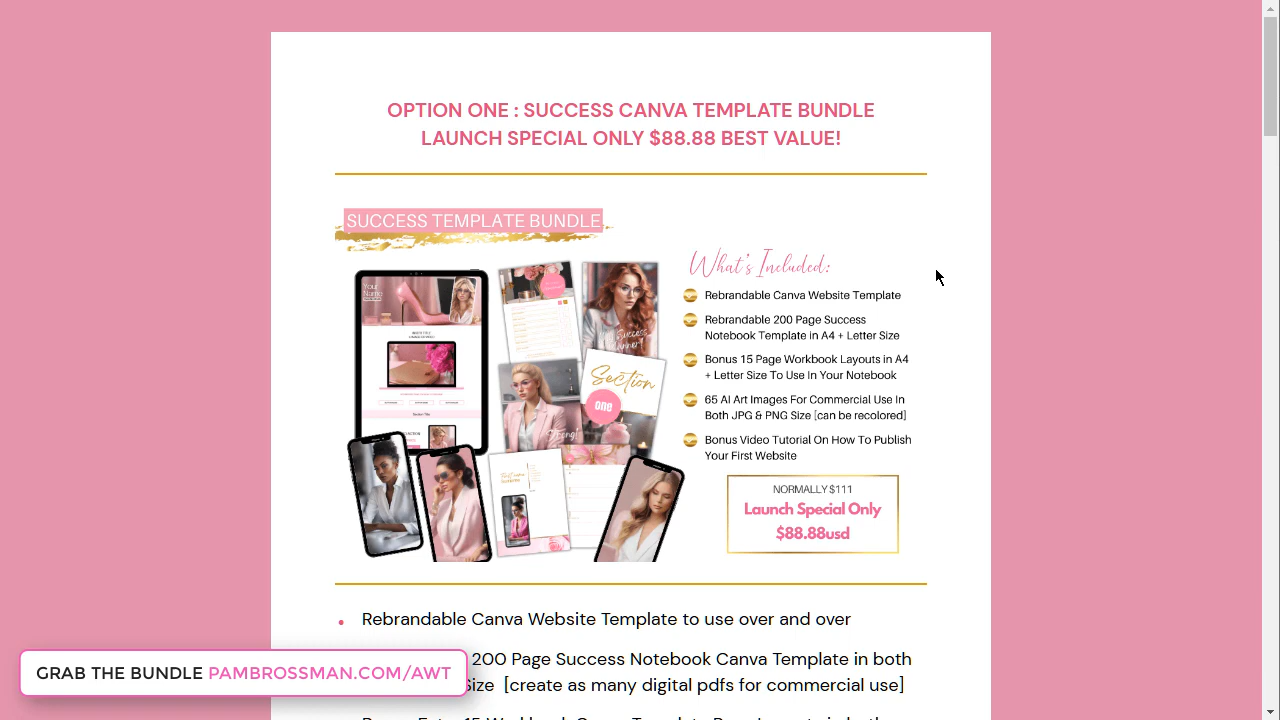 OPTION ONE : SUCCESS CANVA TEMPLATE BUNDLE
LAUNCH SPECIAL ONLY $88.88 BEST VALUE!
SUCCESS TEMPLATE BUNDLE
What's Included:
Rebrandable Canva Website Template
Rebrandable 200 Page Success
Notebook Template in A4 + Letter Size
Bonus 15 Page Workbook Layouts in A4
+ Letter Size To Use In Your Notebook
65 AI Art Images For Commercial Use In
Both JPG & PNG Size [can be recolored]
Bonus Video Tutorial On How To Publish
Your First Website
NORMALLY $111
Launch Special Only
$88.88usd
Your
Name
Section
one
Rebrandable Canva Website Template to use over and over
200 Page Success Notebook Canva Template in both
Size [create as many digital pdfs for commercial use]
GRAB THE BUNDLE PAMBROSSMAN.COM/AWT